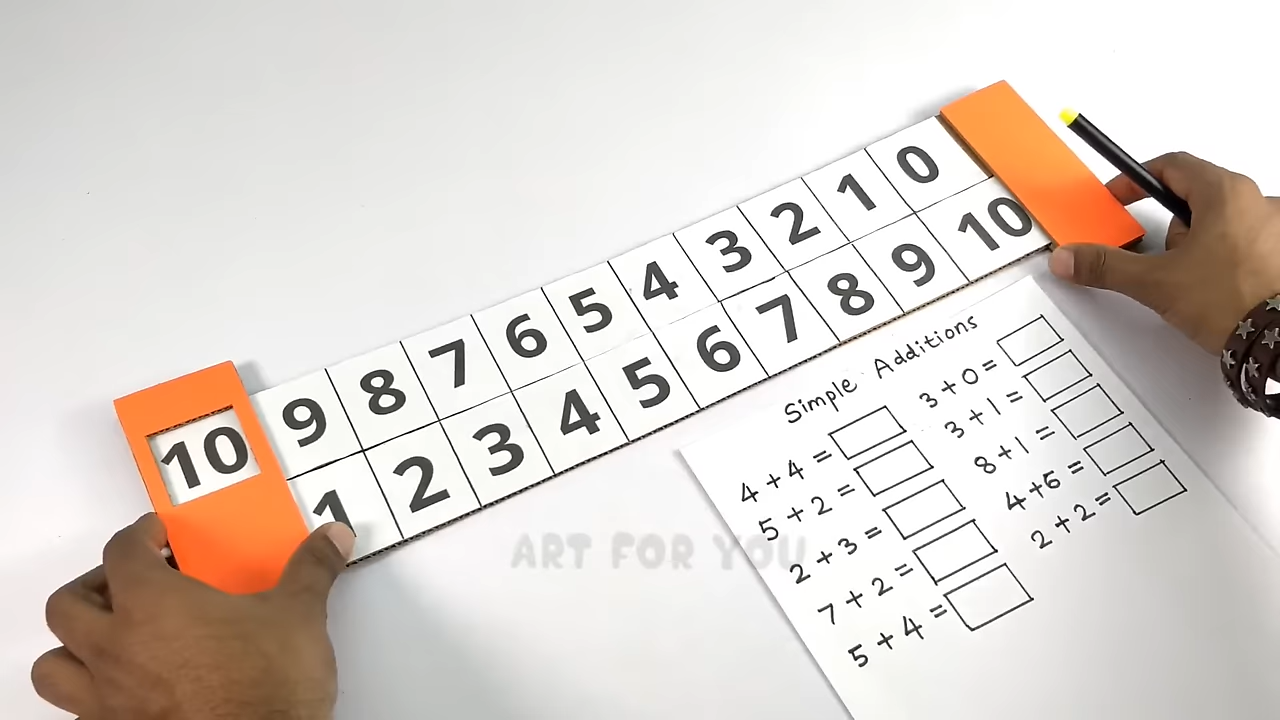 10 9 8 7 6 5 4 3 2 1 0
1 2 3 4 5 6 7 8 9 10
Simple Additions
4+4=
5+2=
2+3=
7+2=
5+4=
3+0=
3+1=
8+1=
4+6=
2+2=
ART FOR YOU